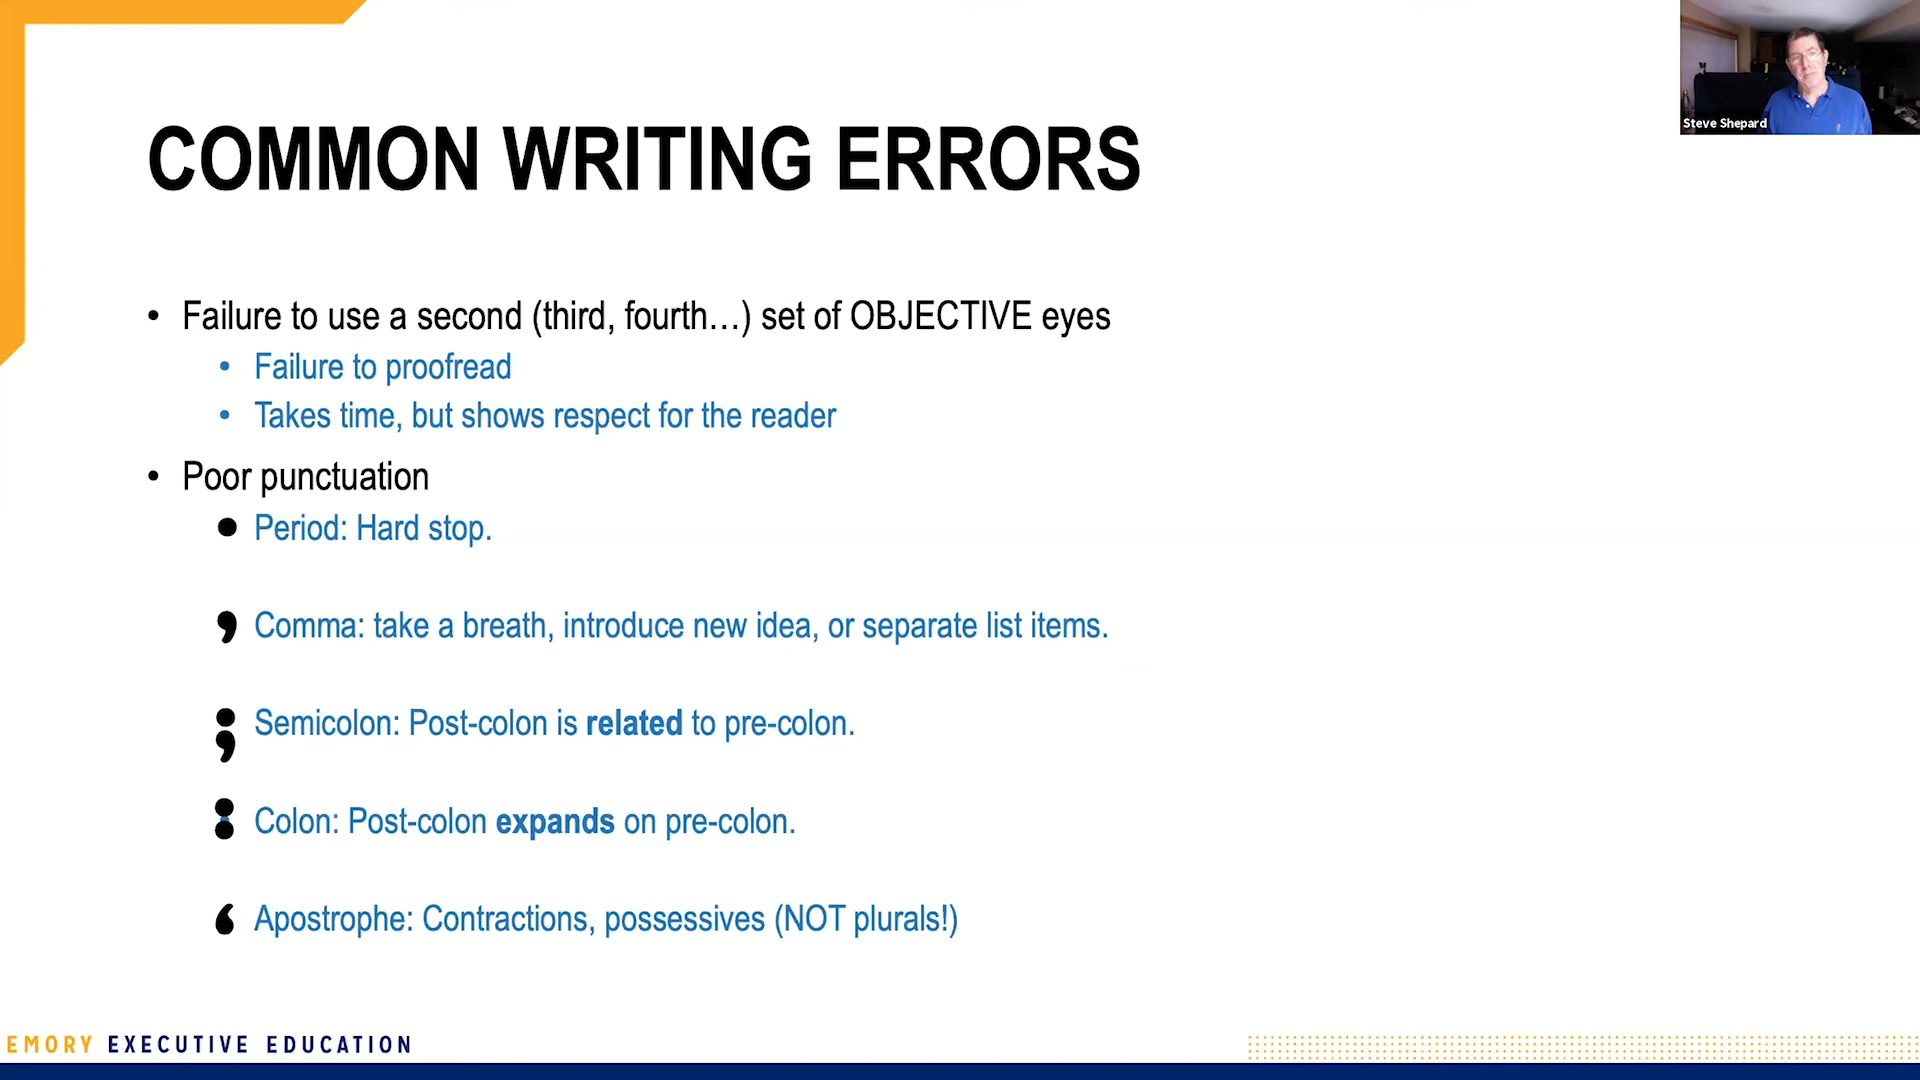 Steve Shepard
COMMON WRITING ERRORS
• Failure to use a second (third, fourth…) set of OBJECTIVE eyes
• Failure to proofread
• Takes time, but shows respect for the reader
• Poor punctuation
● Period: Hard stop.
, Comma: take a breath, introduce new idea, or separate list items.
; Semicolon: Post-colon is related to pre-colon.
: Colon: Post-colon expands on pre-colon.
‘ Apostrophe: Contractions, possessives (NOT plurals!)
EMORY EXECUTIVE EDUCATION